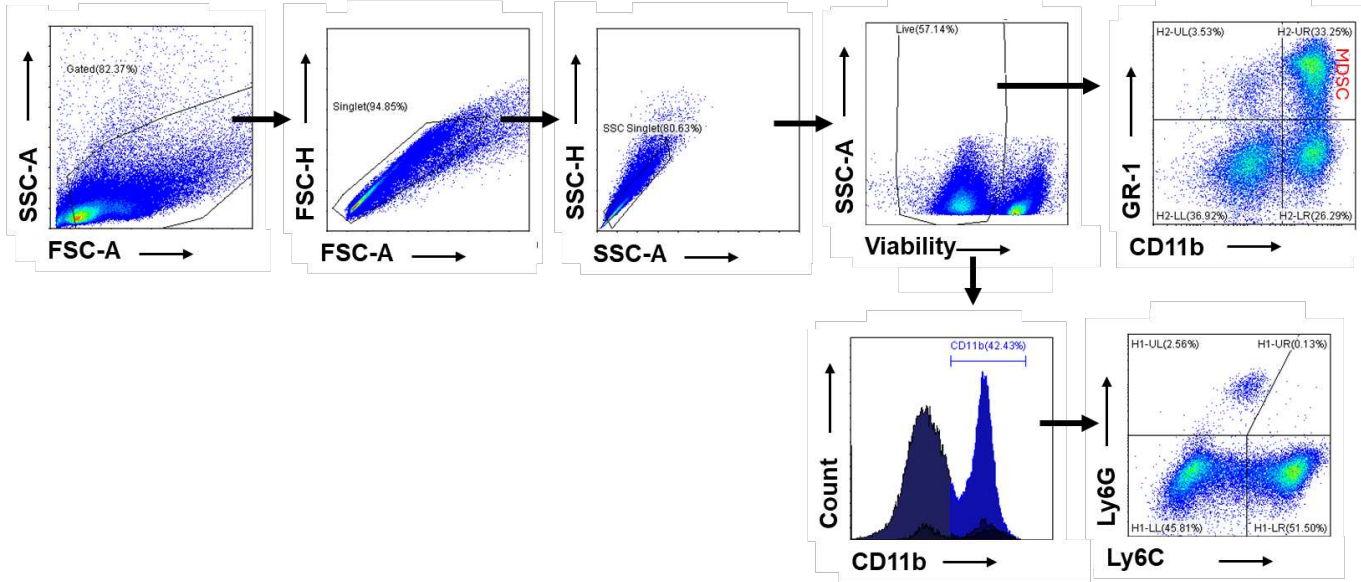 SSC-A
Gated(82.37%)
FSC-A
FSC-H
Singlet(94.85%)
FSC-A
SSC-H
SSC Singlet(80.63%)
SSC-A
SSC-A
Live(57.14%)
Viability
GR-1
H2-UL(3.53%)
H2-UR(33.25%)
MDSC
H2-LL(36.92%)
H2-LR(26.29%)
CD11b
Count
CD11b(42.43%)
CD11b
Ly6G
H1-UL(2.56%)
H1-UR(0.13%)
H1-LL(45.81%)
H1-LR(51.50%)
Ly6C